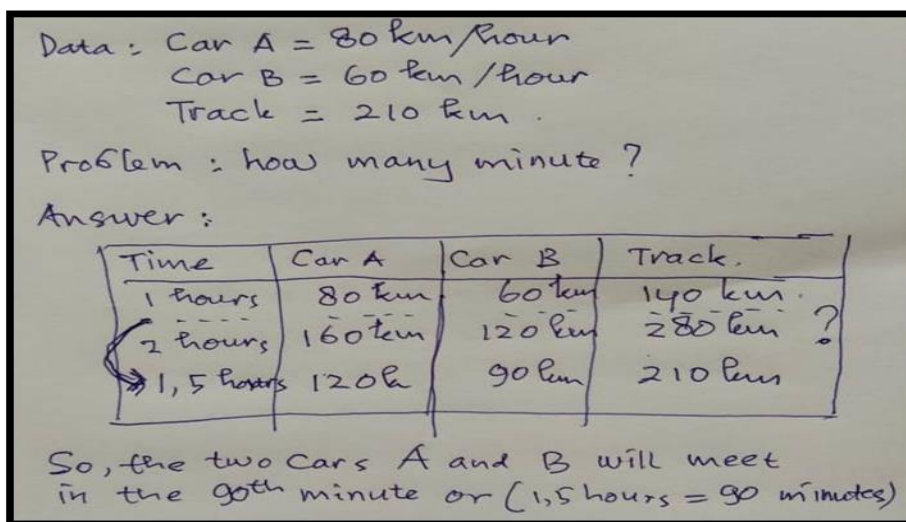 Data : Car A = 80 km/hour
Car B = 60 km/hour
Track = 210 km.
Problem : how many minute ?
Answer :
Time Car A Car B Track.
1 hours 80 km 60 km 140 km.
2 hours 160 km 120 km 280 km ?
1,5 hours 120 k 90 km 210 km
So, the two cars A and B will meet
in the 90th minute or (1,5 hours = 90 minutes)